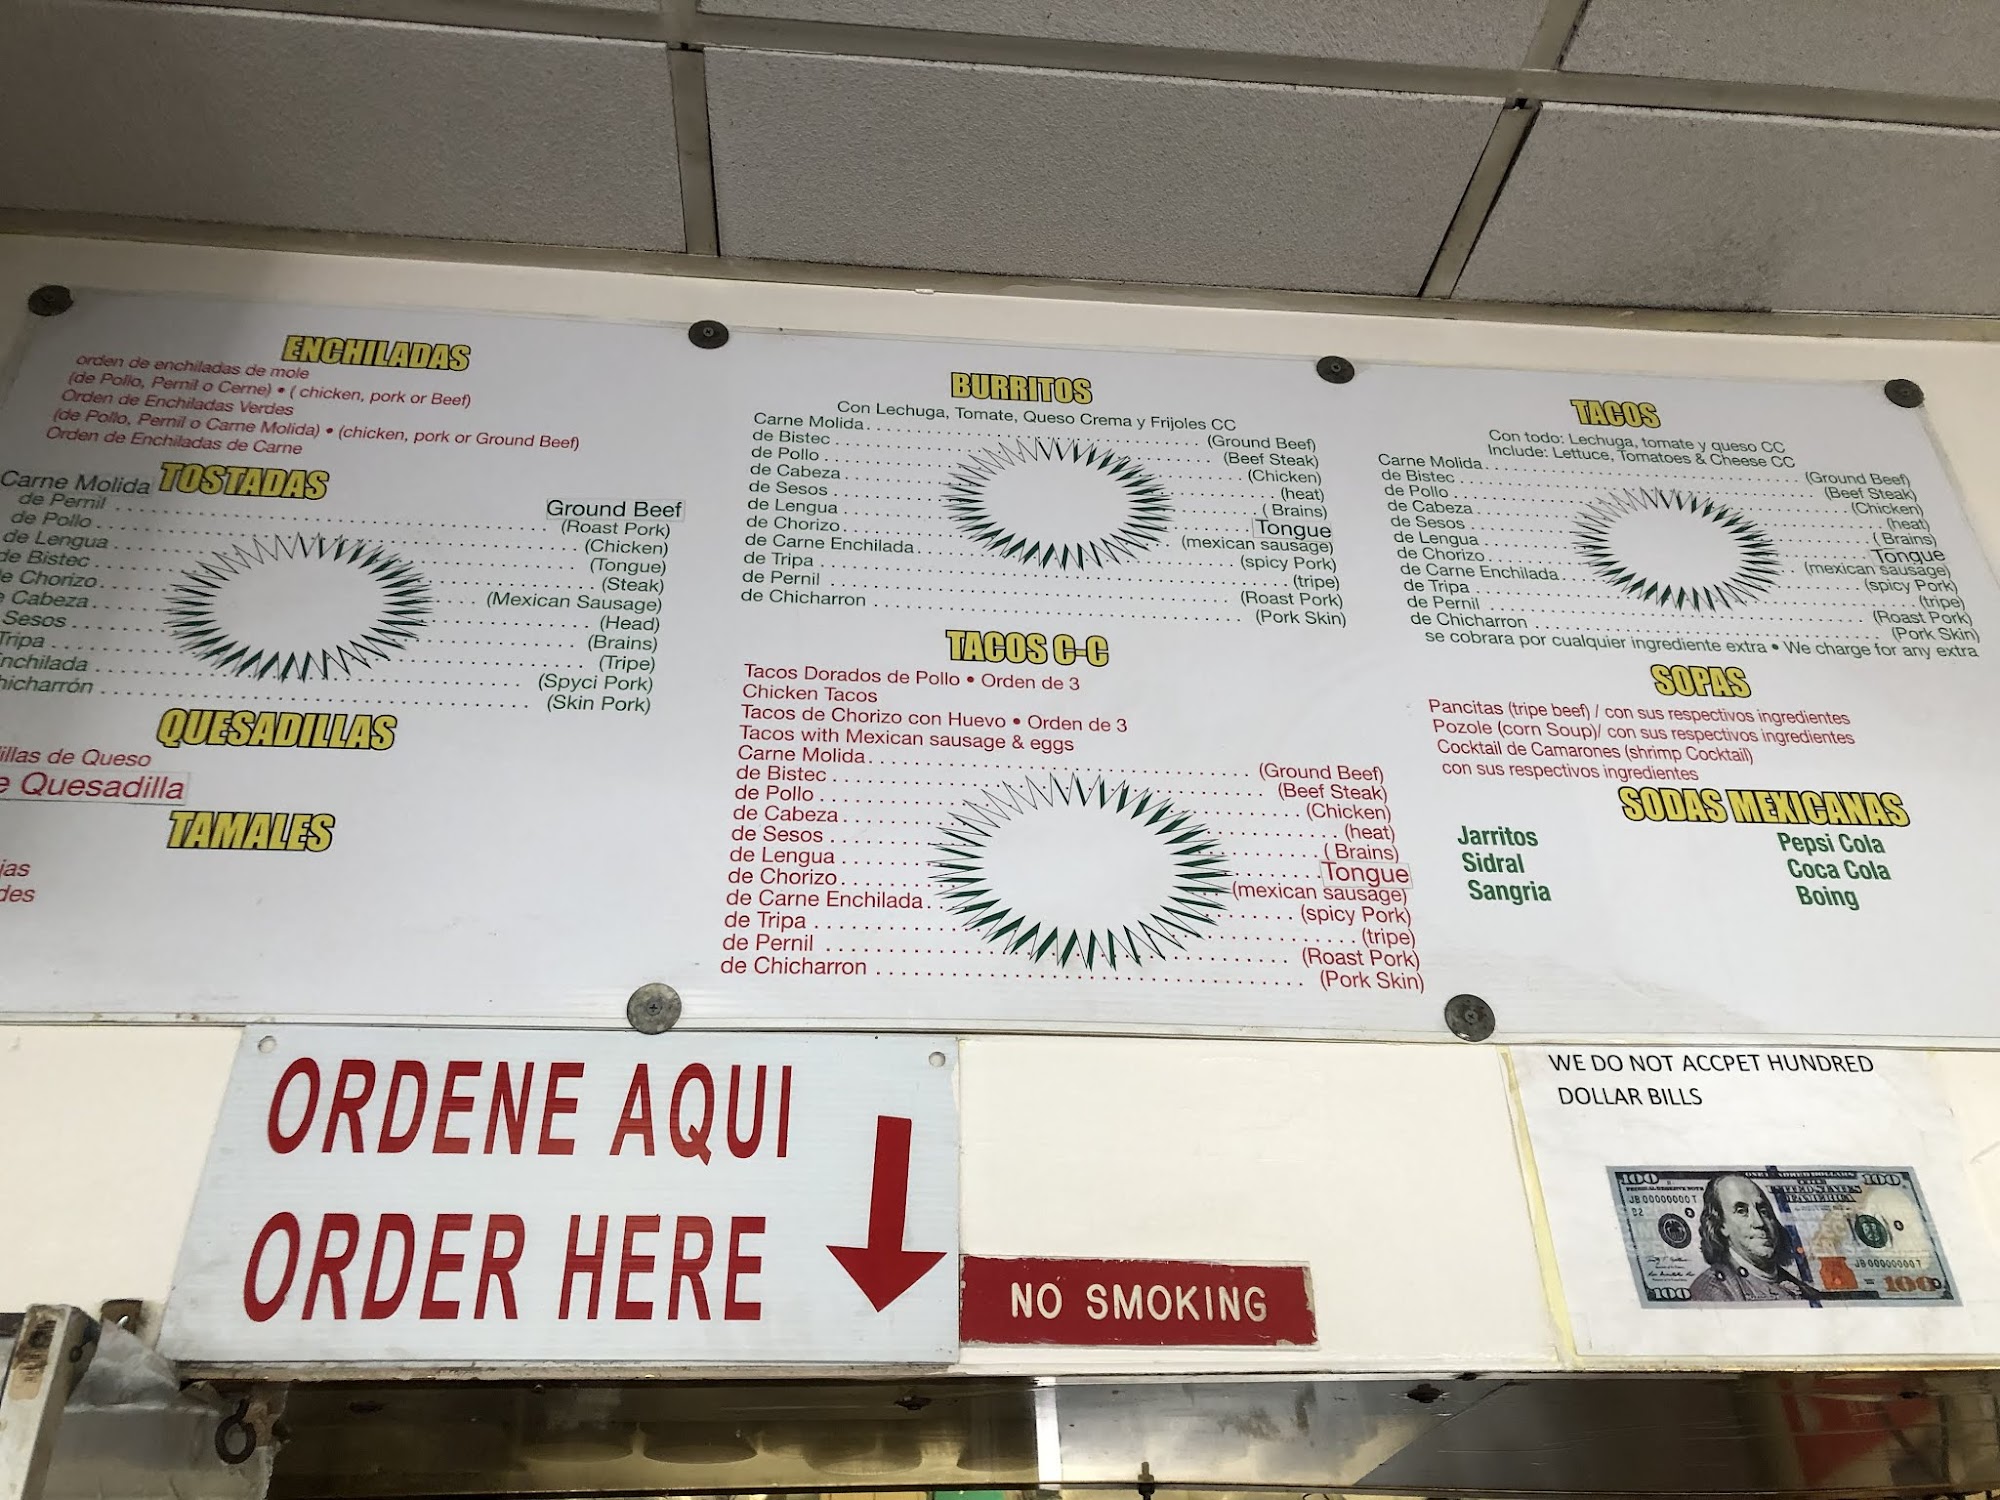 ENCHILADAS
orden de enchiladas de mole
(de Pollo, Pernil o Cerne) • ( chicken, pork or Beef)
Orden de Enchiladas Verdes
(de Pollo, Pernil o Carne Molida) • (chicken, pork or Ground Beef)
Orden de Enchiladas de Carne
TOSTADAS
Carne Molida Ground Beef
de Pernil (Roast Pork)
de Pollo (Chicken)
de Lengua (Tongue)
de Bistec (Steak)
e Chorizo (Mexican Sausage)
e Cabeza (Head)
Sesos (Brains)
Tripa (Tripe)
nchilada (Spyci Pork)
hicharrón (Skin Pork)
QUESADILLAS
illas de Queso
e Quesadilla
TAMALES
jas
des
BURRITOS
Con Lechuga, Tomate, Queso Crema y Frijoles CC
Carne Molida (Ground Beef)
de Bistec (Beef Steak)
de Pollo (Chicken)
de Cabeza (heat)
de Sesos ( Brains)
de Lengua Tongue
de Chorizo (mexican sausage)
de Carne Enchilada (spicy Pork)
de Tripa (tripe)
de Pernil (Roast Pork)
de Chicharron (Pork Skin)
TACOS C-C
Tacos Dorados de Pollo • Orden de 3
Chicken Tacos
Tacos de Chorizo con Huevo • Orden de 3
Tacos with Mexican sausage & eggs
Carne Molida (Ground Beef)
de Bistec (Beef Steak)
de Pollo (Chicken)
de Cabeza (heat)
de Sesos ( Brains)
de Lengua Tongue
de Chorizo (mexican sausage)
de Carne Enchilada (spicy Pork)
de Tripa (tripe)
de Pernil (Roast Pork)
de Chicharron (Pork Skin)
TACOS
Con todo: Lechuga, tomate y queso CC
Include: Lettuce, Tomatoes & Cheese CC
Carne Molida (Ground Beef)
de Bistec (Beef Steak)
de Pollo (Chicken)
de Cabeza (heat)
de Sesos ( Brains)
de Lengua Tongue
de Chorizo (mexican sausage)
de Carne Enchilada (spicy Pork)
de Tripa (tripe)
de Pernil (Roast Pork)
de Chicharron (Pork Skin)
se cobrara por cualquier ingrediente extra • We charge for any extra
SOPAS
Pancitas (tripe beef) / con sus respectivos ingredientes
Pozole (corn Soup)/ con sus respectivos ingredientes
Cocktail de Camarones (shrimp Cocktail)
con sus respectivos ingredientes
SODAS MEXICANAS
Jarritos Pepsi Cola
Sidral Coca Cola
Sangria Boing
ORDENE AQUI
ORDER HERE
NO SMOKING
WE DO NOT ACCPET HUNDRED
DOLLAR BILLS
100
100
JB 00000000 T
B2
JB 00000000 T
100
100